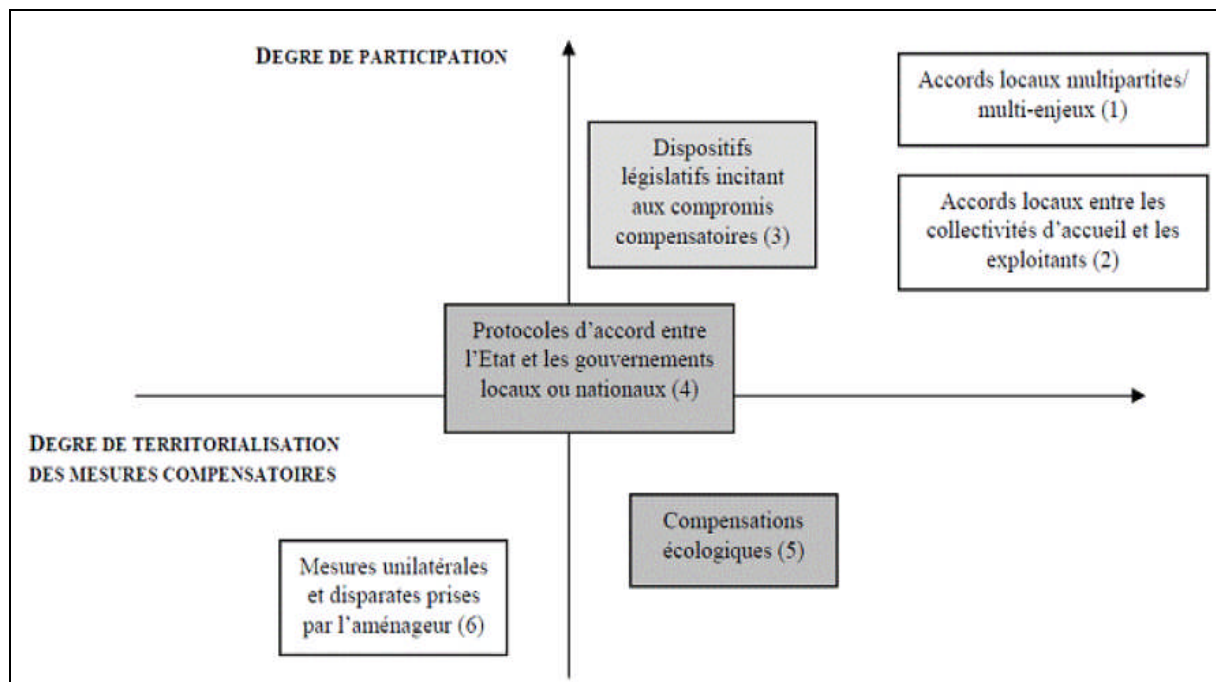 DEGRE DE PARTICIPATION
Accords locaux multipartites/
multi-enjeux (1)
Dispositifs
législatifs incitant
aux compromis
compensatoires (3)
Accords locaux entre les
collectivités d'accueil et les
exploitants (2)
Protocoles d'accord entre
l'Etat et les gouvernements
locaux ou nationaux (4)
DEGRE DE TERRITORIALISATION
DES MESURES COMPENSATOIRES
Compensations
écologiques (5)
Mesures unilatérales
et disparates prises
par l'aménageur (6)